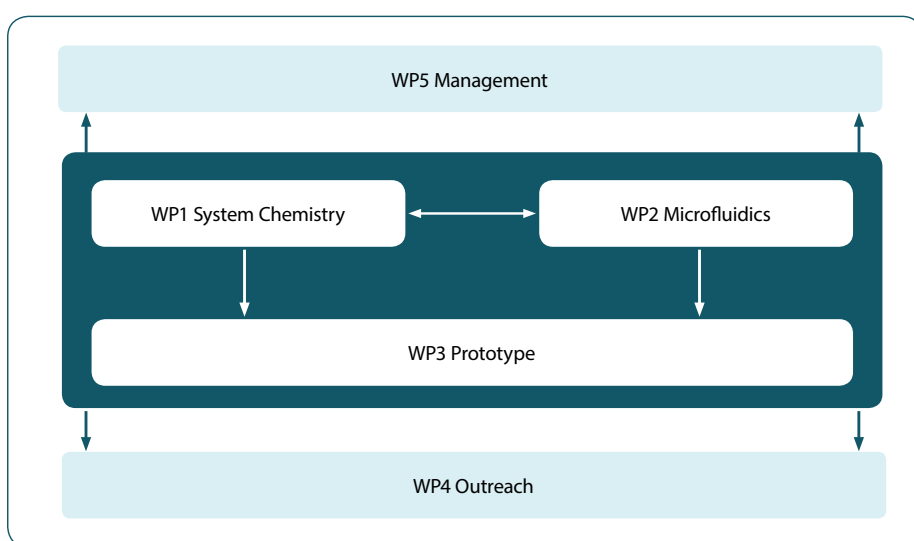 WP5 Management
WP1 System Chemistry
WP2 Microfluidics
WP3 Prototype
WP4 Outreach